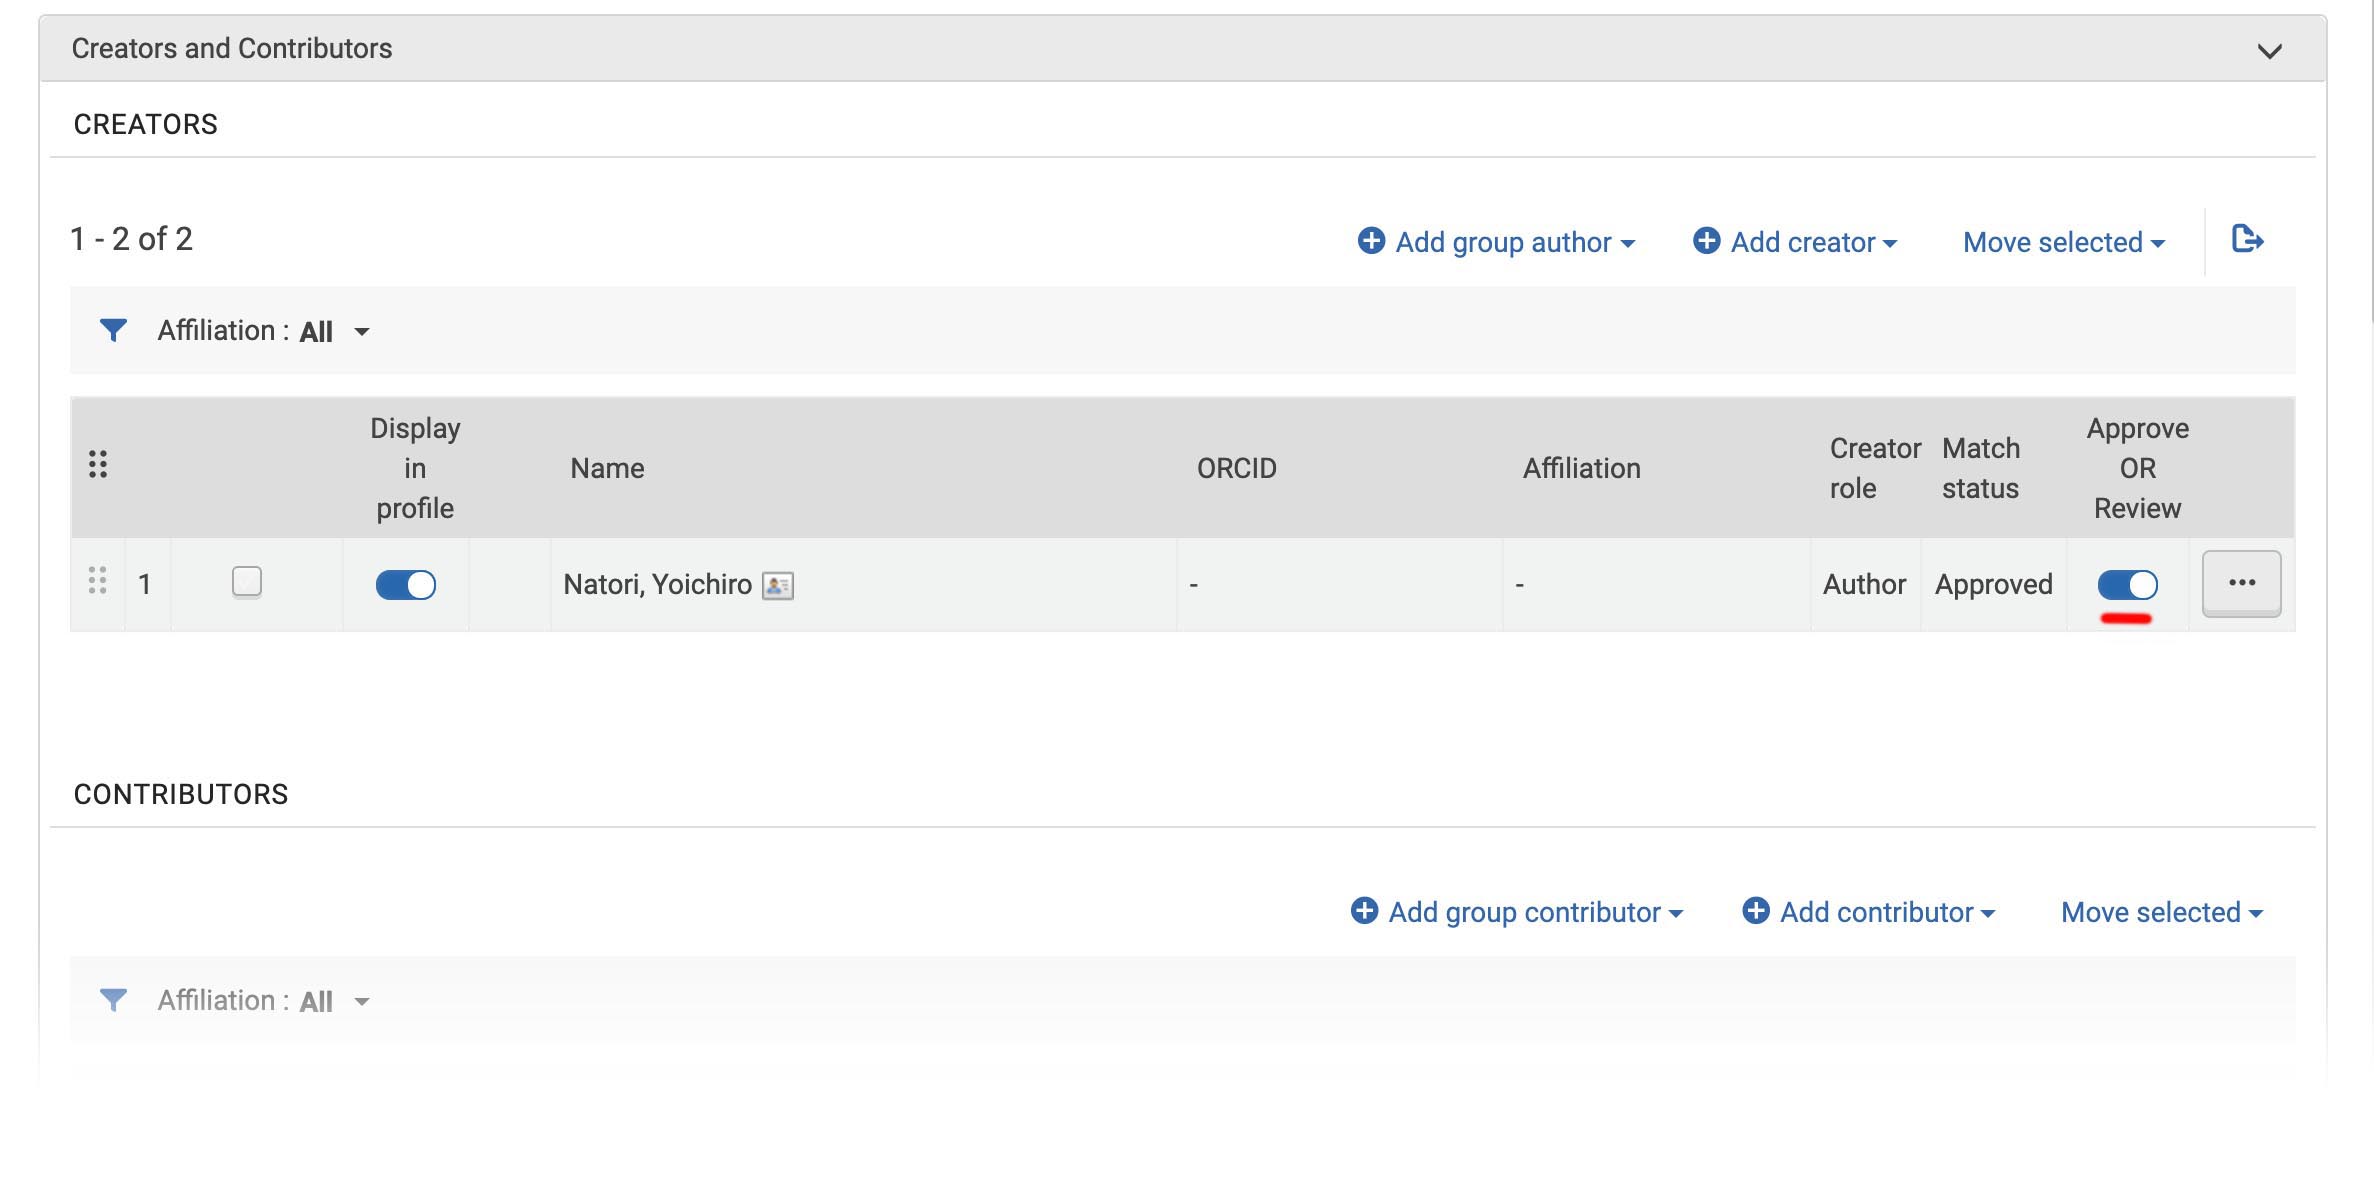 Creators and Contributors
CREATORS
1 - 2 of 2
Add group author
Add creator
Move selected
Affiliation : All
Display in profile
Name
ORCID
Affiliation
Creator role
Match status
Approve OR Review
1
Natori, Yoichiro
-
-
Author
Approved
...
CONTRIBUTORS
Add group contributor
Add contributor
Move selected
Affiliation : All